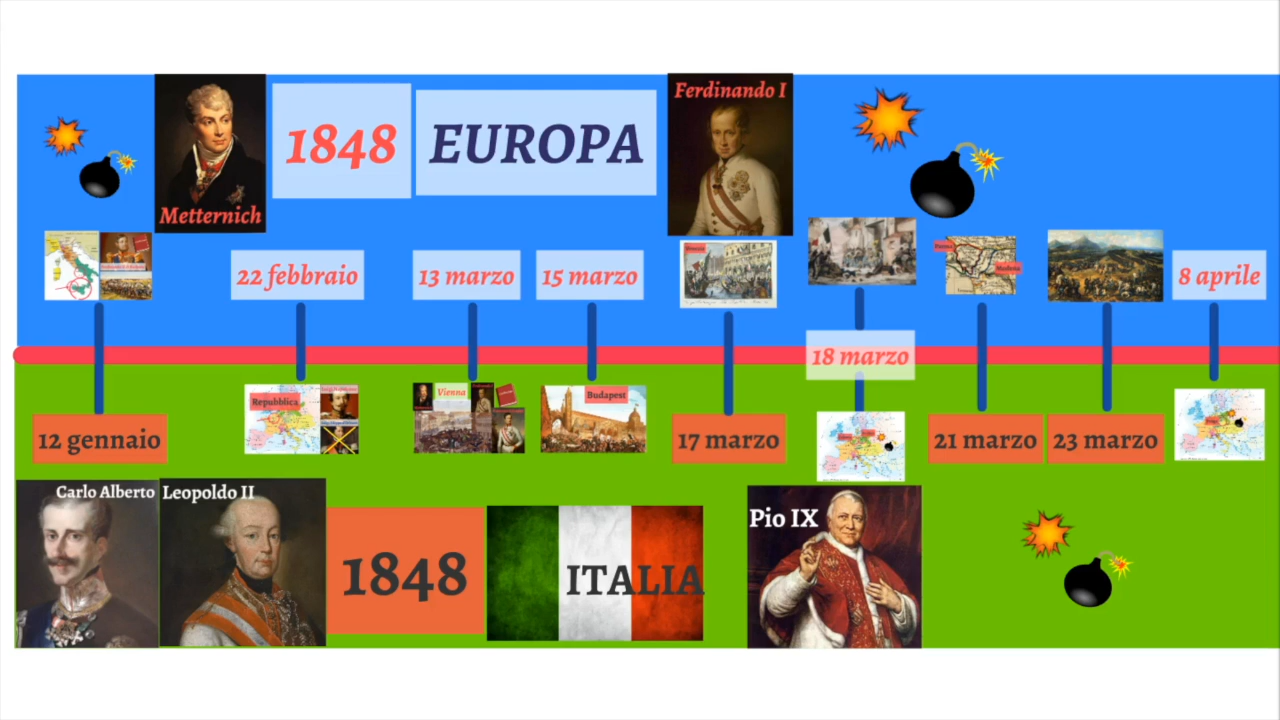 Metternich
1848
EUROPA
Ferdinando I
22 febbraio
13 marzo
15 marzo
8 aprile
18 marzo
Repubblica
Vienna
Budapest
12 gennaio
17 marzo
21 marzo
23 marzo
Carlo Alberto
Leopoldo II
1848
ITALIA
Pio IX
Modena